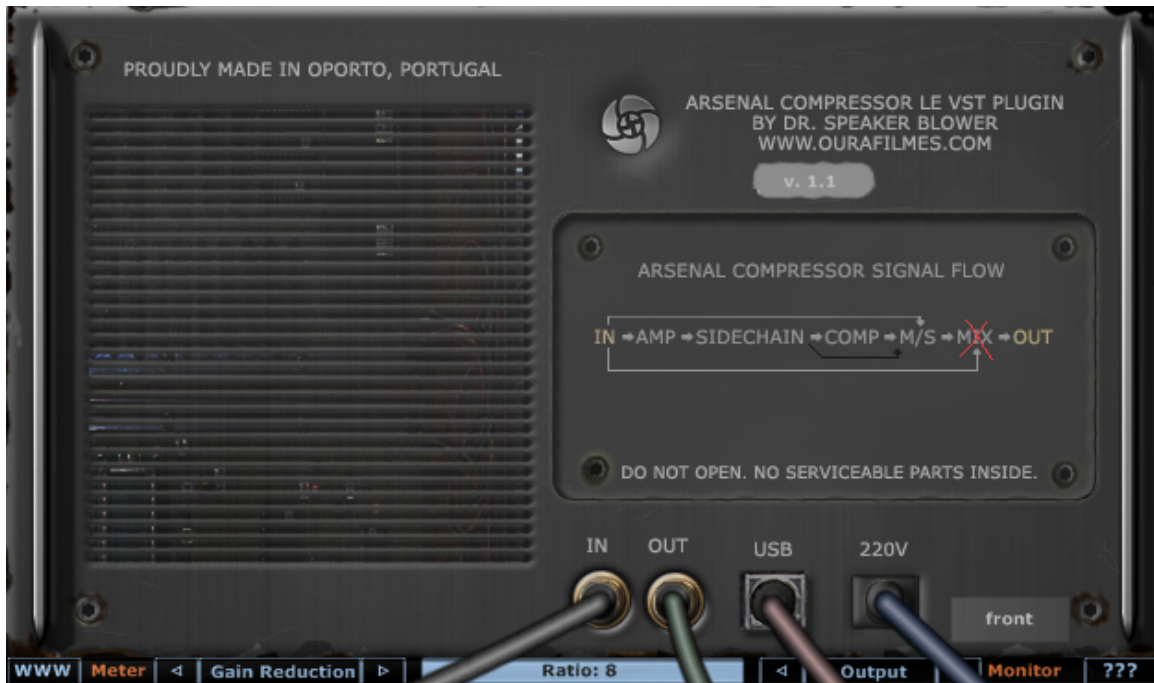 PROUDLY MADE IN OPORTO, PORTUGAL
ARSENAL COMPRESSOR LE VST PLUGIN
BY DR. SPEAKER BLOWER
WWW.OURAFILMES.COM
v. 1.1
ARSENAL COMPRESSOR SIGNAL FLOW
IN AMP SIDECHAIN COMP M/S MIX OUT
DO NOT OPEN. NO SERVICEABLE PARTS INSIDE.
IN OUT USB 220V
front
WWW Meter Gain Reduction Ratio: 8 Output Monitor ???